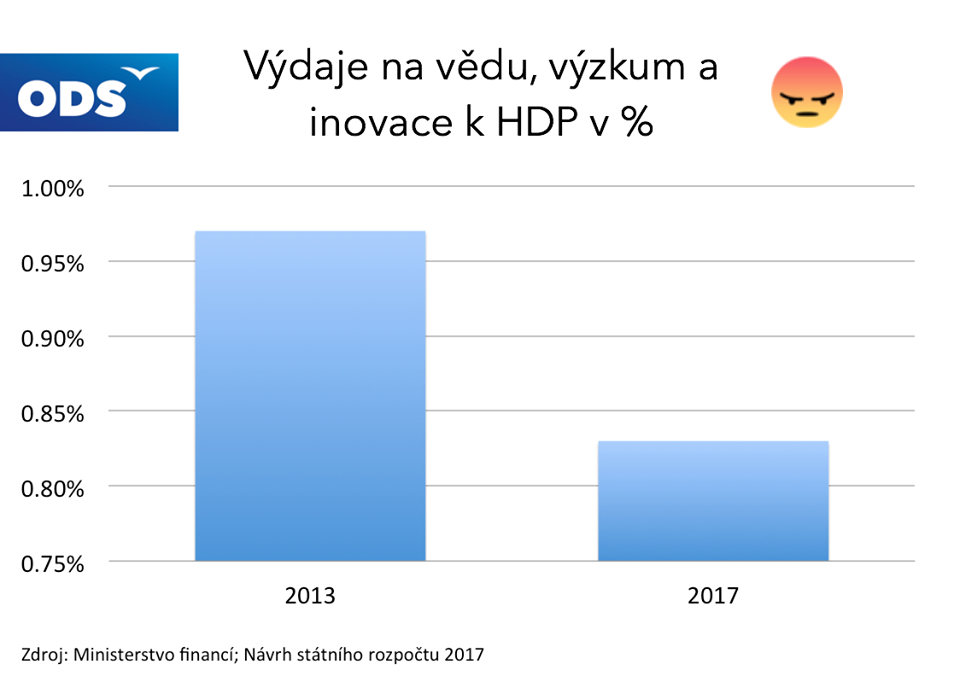 ODS
Výdaje na vědu, výzkum a
inovace k HDP v %
1.00%
0.95%
0.90%
0.85%
0.80%
0.75%
2013
2017
Zdroj: Ministerstvo financí; Návrh státního rozpočtu 2017